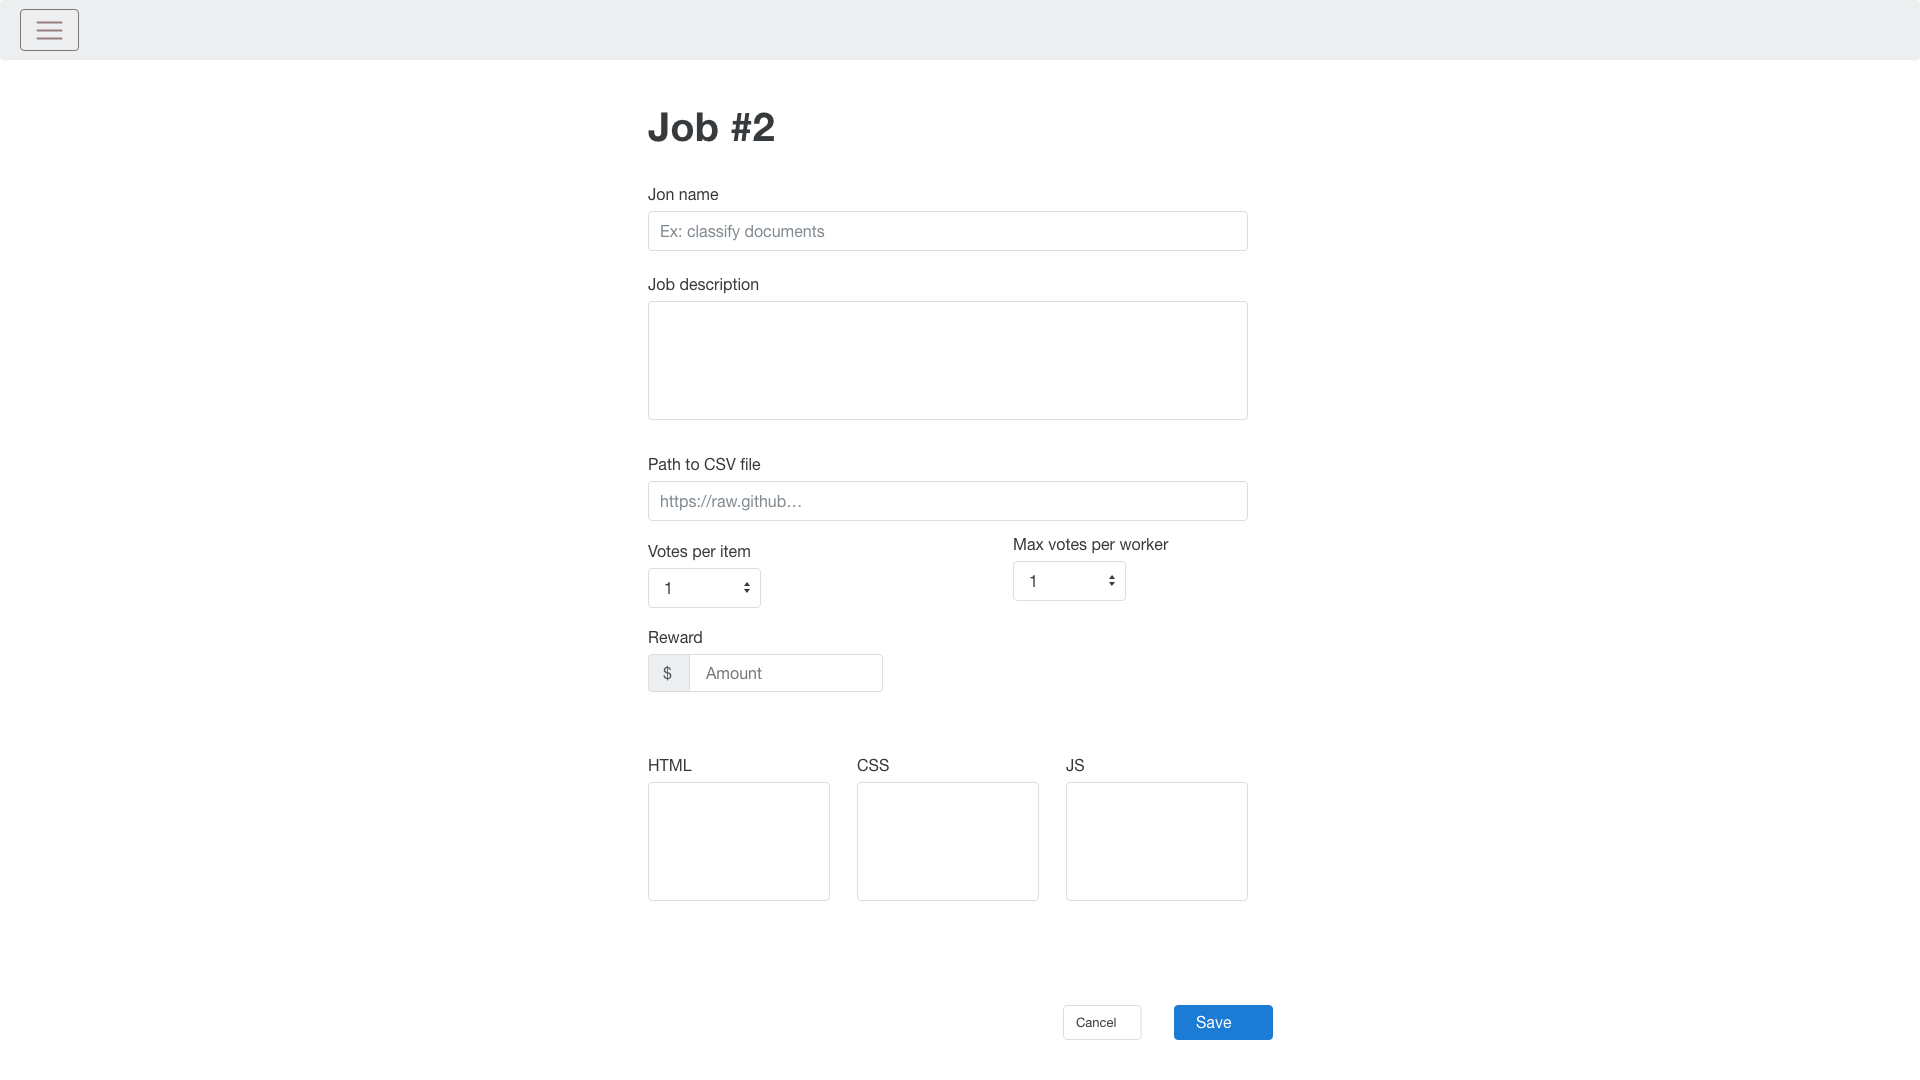 Job #2
Jon name
Ex: classify documents
Job description
Path to CSV file
https://raw.github…
Votes per item
Max votes per worker
1
1
Reward
$ Amount
HTML CSS JS
Cancel Save